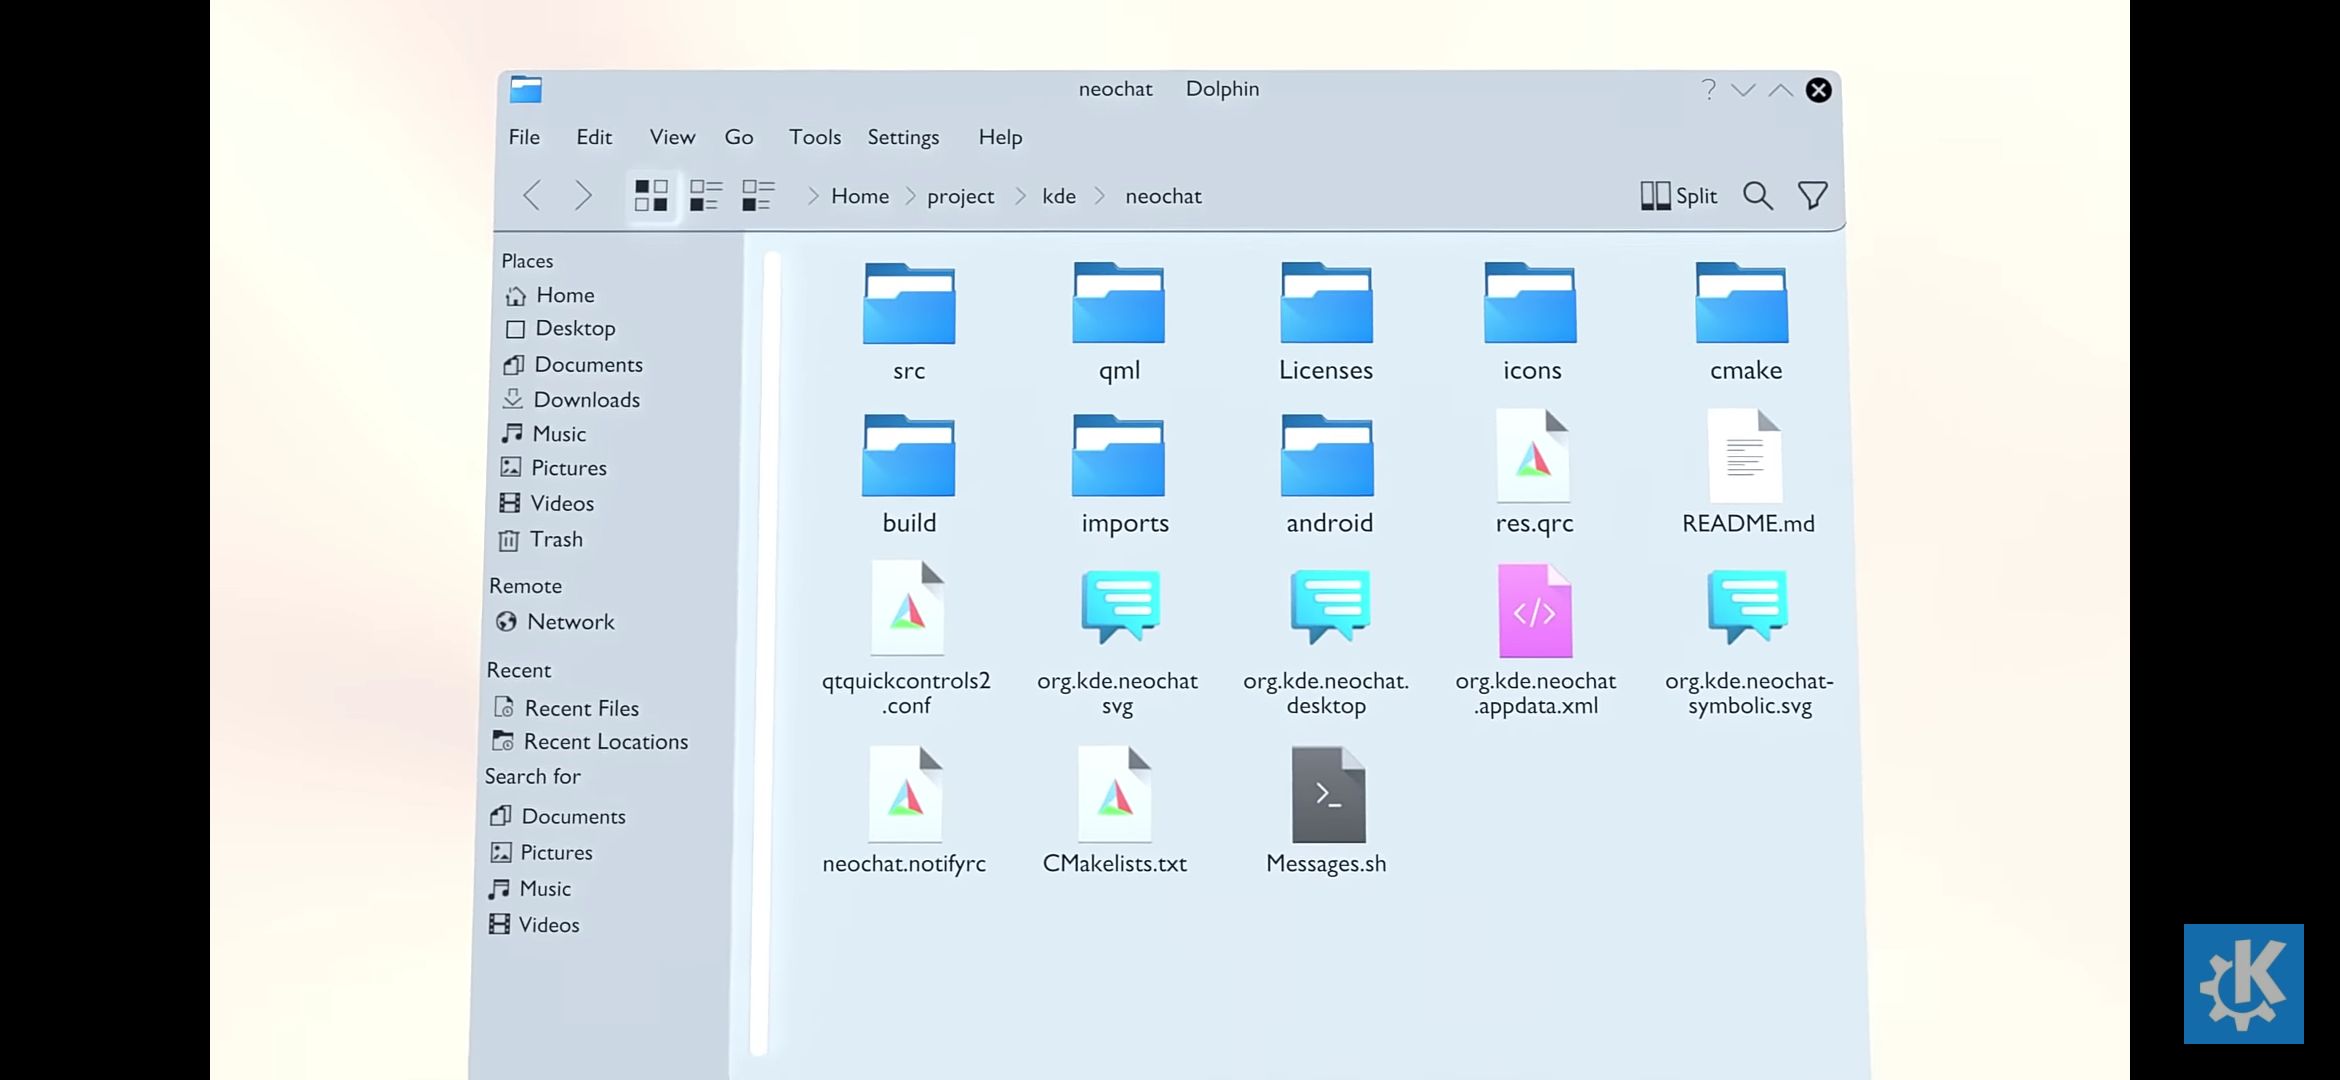 neochat Dolphin
File Edit View Go Tools Settings Help
Home project kde neochat
Split
Places
Home
Desktop
Documents
Downloads
Music
Pictures
Videos
Trash
Remote
Network
Recent
Recent Files
Recent Locations
Search for
Documents
Pictures
Music
Videos
src qml Licenses icons cmake
build imports android res.qrc README.md
qtquickcontrols2
.conf
org.kde.neochat
svg
org.kde.neochat.
desktop
org.kde.neochat
.appdata.xml
org.kde.neochat-
symbolic.svg
neochat.notifyrc CMakelists.txt Messages.sh
K